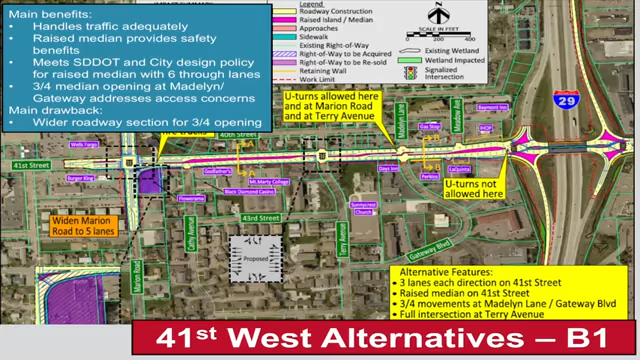 Main benefits:
• Handles traffic adequately
• Raised median provides safety
benefits
• Meets SDDOT and City design policy
for raised median with 6 through lanes
• 3/4 median opening at Madelyn/
Gateway addresses access concerns
Main drawback:
• Wider roadway section for 3/4 opening
Legend
Roadway Construction
Raised Island / Median
Approaches
Sidewalk
Existing Right-of-Way
Right-of-Way to be Acquired
Right-of-Way to be Re-sold
Retaining Wall
Work Limit
SCALE IN FEET
0 200 400
Existing Wetland
Wetland Impacted
Signalized
Intersection
U-turns allowed here
and at Marion Road
and at Terry Avenue
Madelyn Lane
Meadow Ave
Baymont Inn
Gas Stop
IHOP
29
40th Street
Wells Fargo
41st Street
Burger King
Godfather's
Mt.Marty College
Black Diamond Casino
Flowerama
Days Inn
Perkins
LaQuinta
U-turns not
allowed here
Sunnycrest
Church
Widen Marion
Road to 5 lanes
Marion Road
Cathy Avenue
43rd Street
Terry Avenue
Gateway Blvd
Proposed
Alternative Features:
• 3 lanes each direction on 41st Street
• Raised median on 41st Street
• 3/4 movements at Madelyn Lane / Gateway Blvd
• Full intersection at Terry Avenue
41st West Alternatives – B1